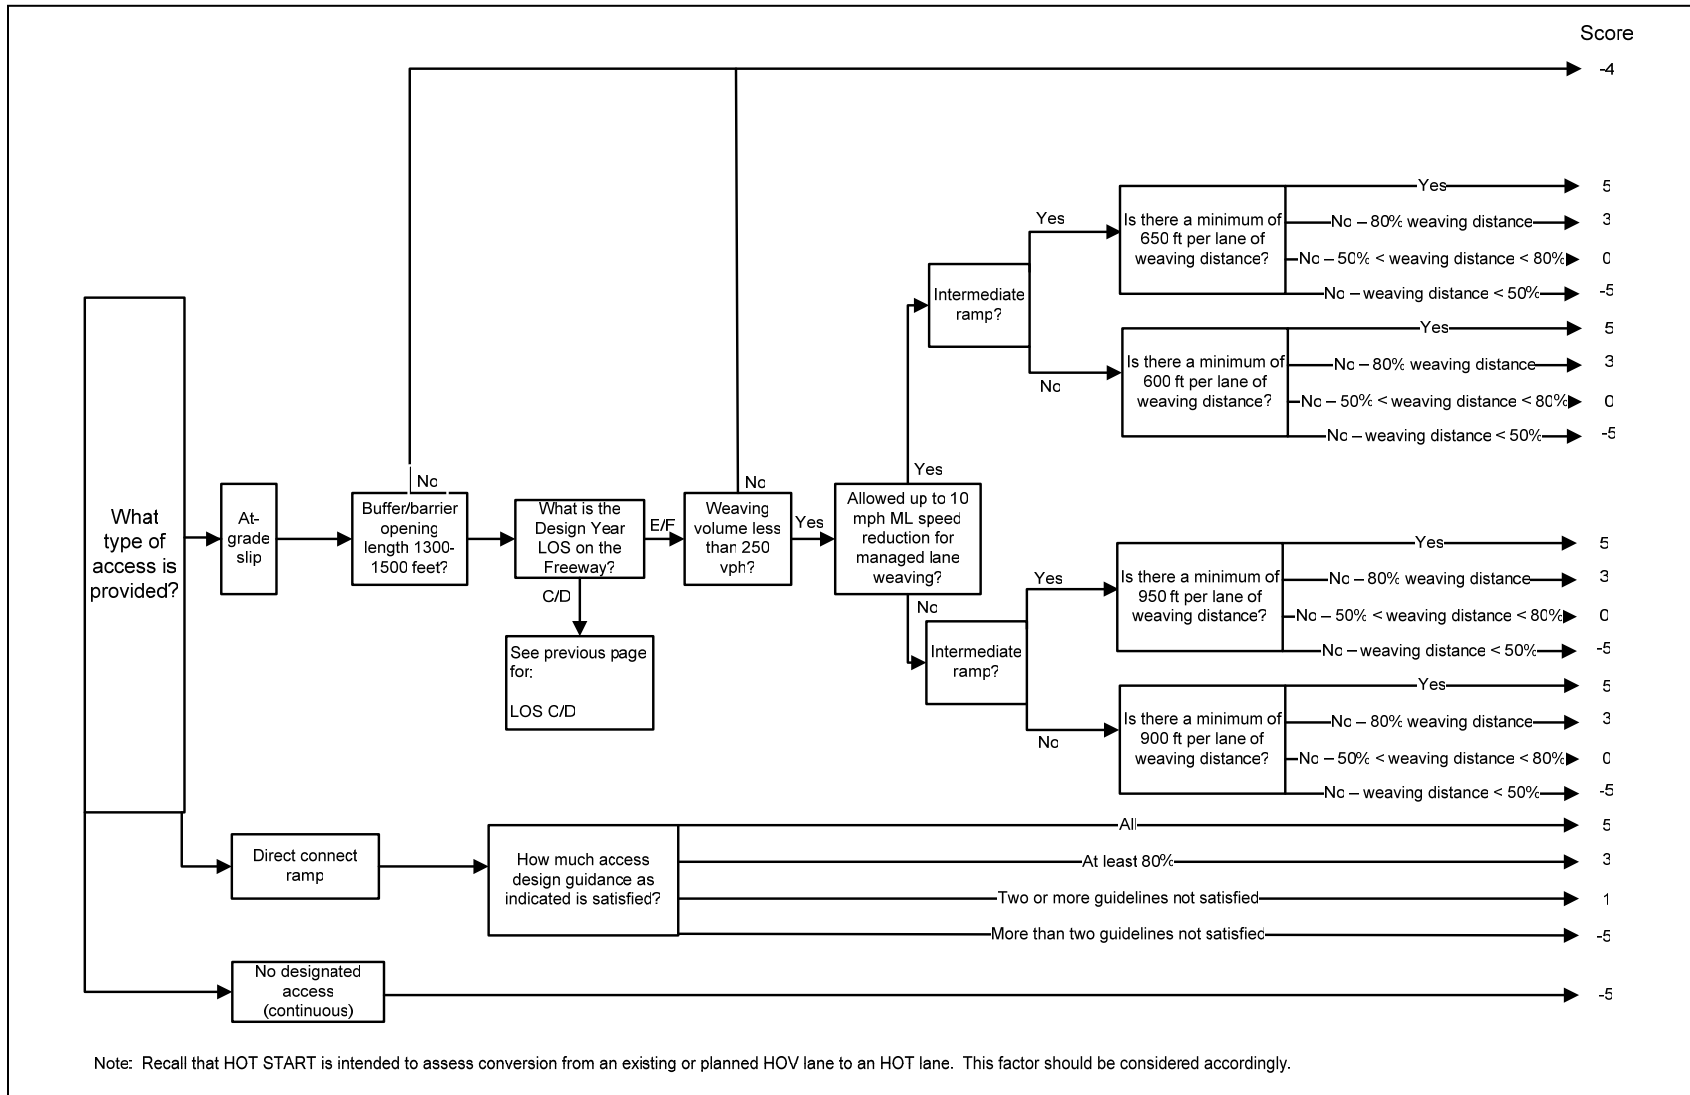 Score
-4
Yes
5
No – 80% weaving distance
3
No – 50% < weaving distance < 80%
0
No – weaving distance < 50%
-5
Is there a minimum of
650 ft per lane of
weaving distance?
Yes
Intermediate
ramp?
No
Is there a minimum of
600 ft per lane of
weaving distance?
Yes
5
No – 80% weaving distance
3
No – 50% < weaving distance < 80%
0
No – weaving distance < 50%
-5
What
type of
access is
provided?
At-
grade
slip
No
Buffer/barrier
opening
length 1300-
1500 feet?
What is the
Design Year
LOS on the
Freeway?
E/F
C/D
See previous page
for:
LOS C/D
No
Weaving
volume less
than 250
vph?
Yes
Yes
Allowed up to 10
mph ML speed
reduction for
managed lane
weaving?
No
Intermediate
ramp?
Yes
Is there a minimum of
950 ft per lane of
weaving distance?
Yes
5
No – 80% weaving distance
3
No – 50% < weaving distance < 80%
0
No – weaving distance < 50%
-5
No
Is there a minimum of
900 ft per lane of
weaving distance?
Yes
5
No – 80% weaving distance
3
No – 50% < weaving distance < 80%
0
No – weaving distance < 50%
-5
Direct connect
ramp
How much access
design guidance as
indicated is satisfied?
All
5
At least 80%
3
Two or more guidelines not satisfied
1
More than two guidelines not satisfied
-5
No designated
access
(continuous)
-5
Note: Recall that HOT START is intended to assess conversion from an existing or planned HOV lane to an HOT lane. This factor should be considered accordingly.